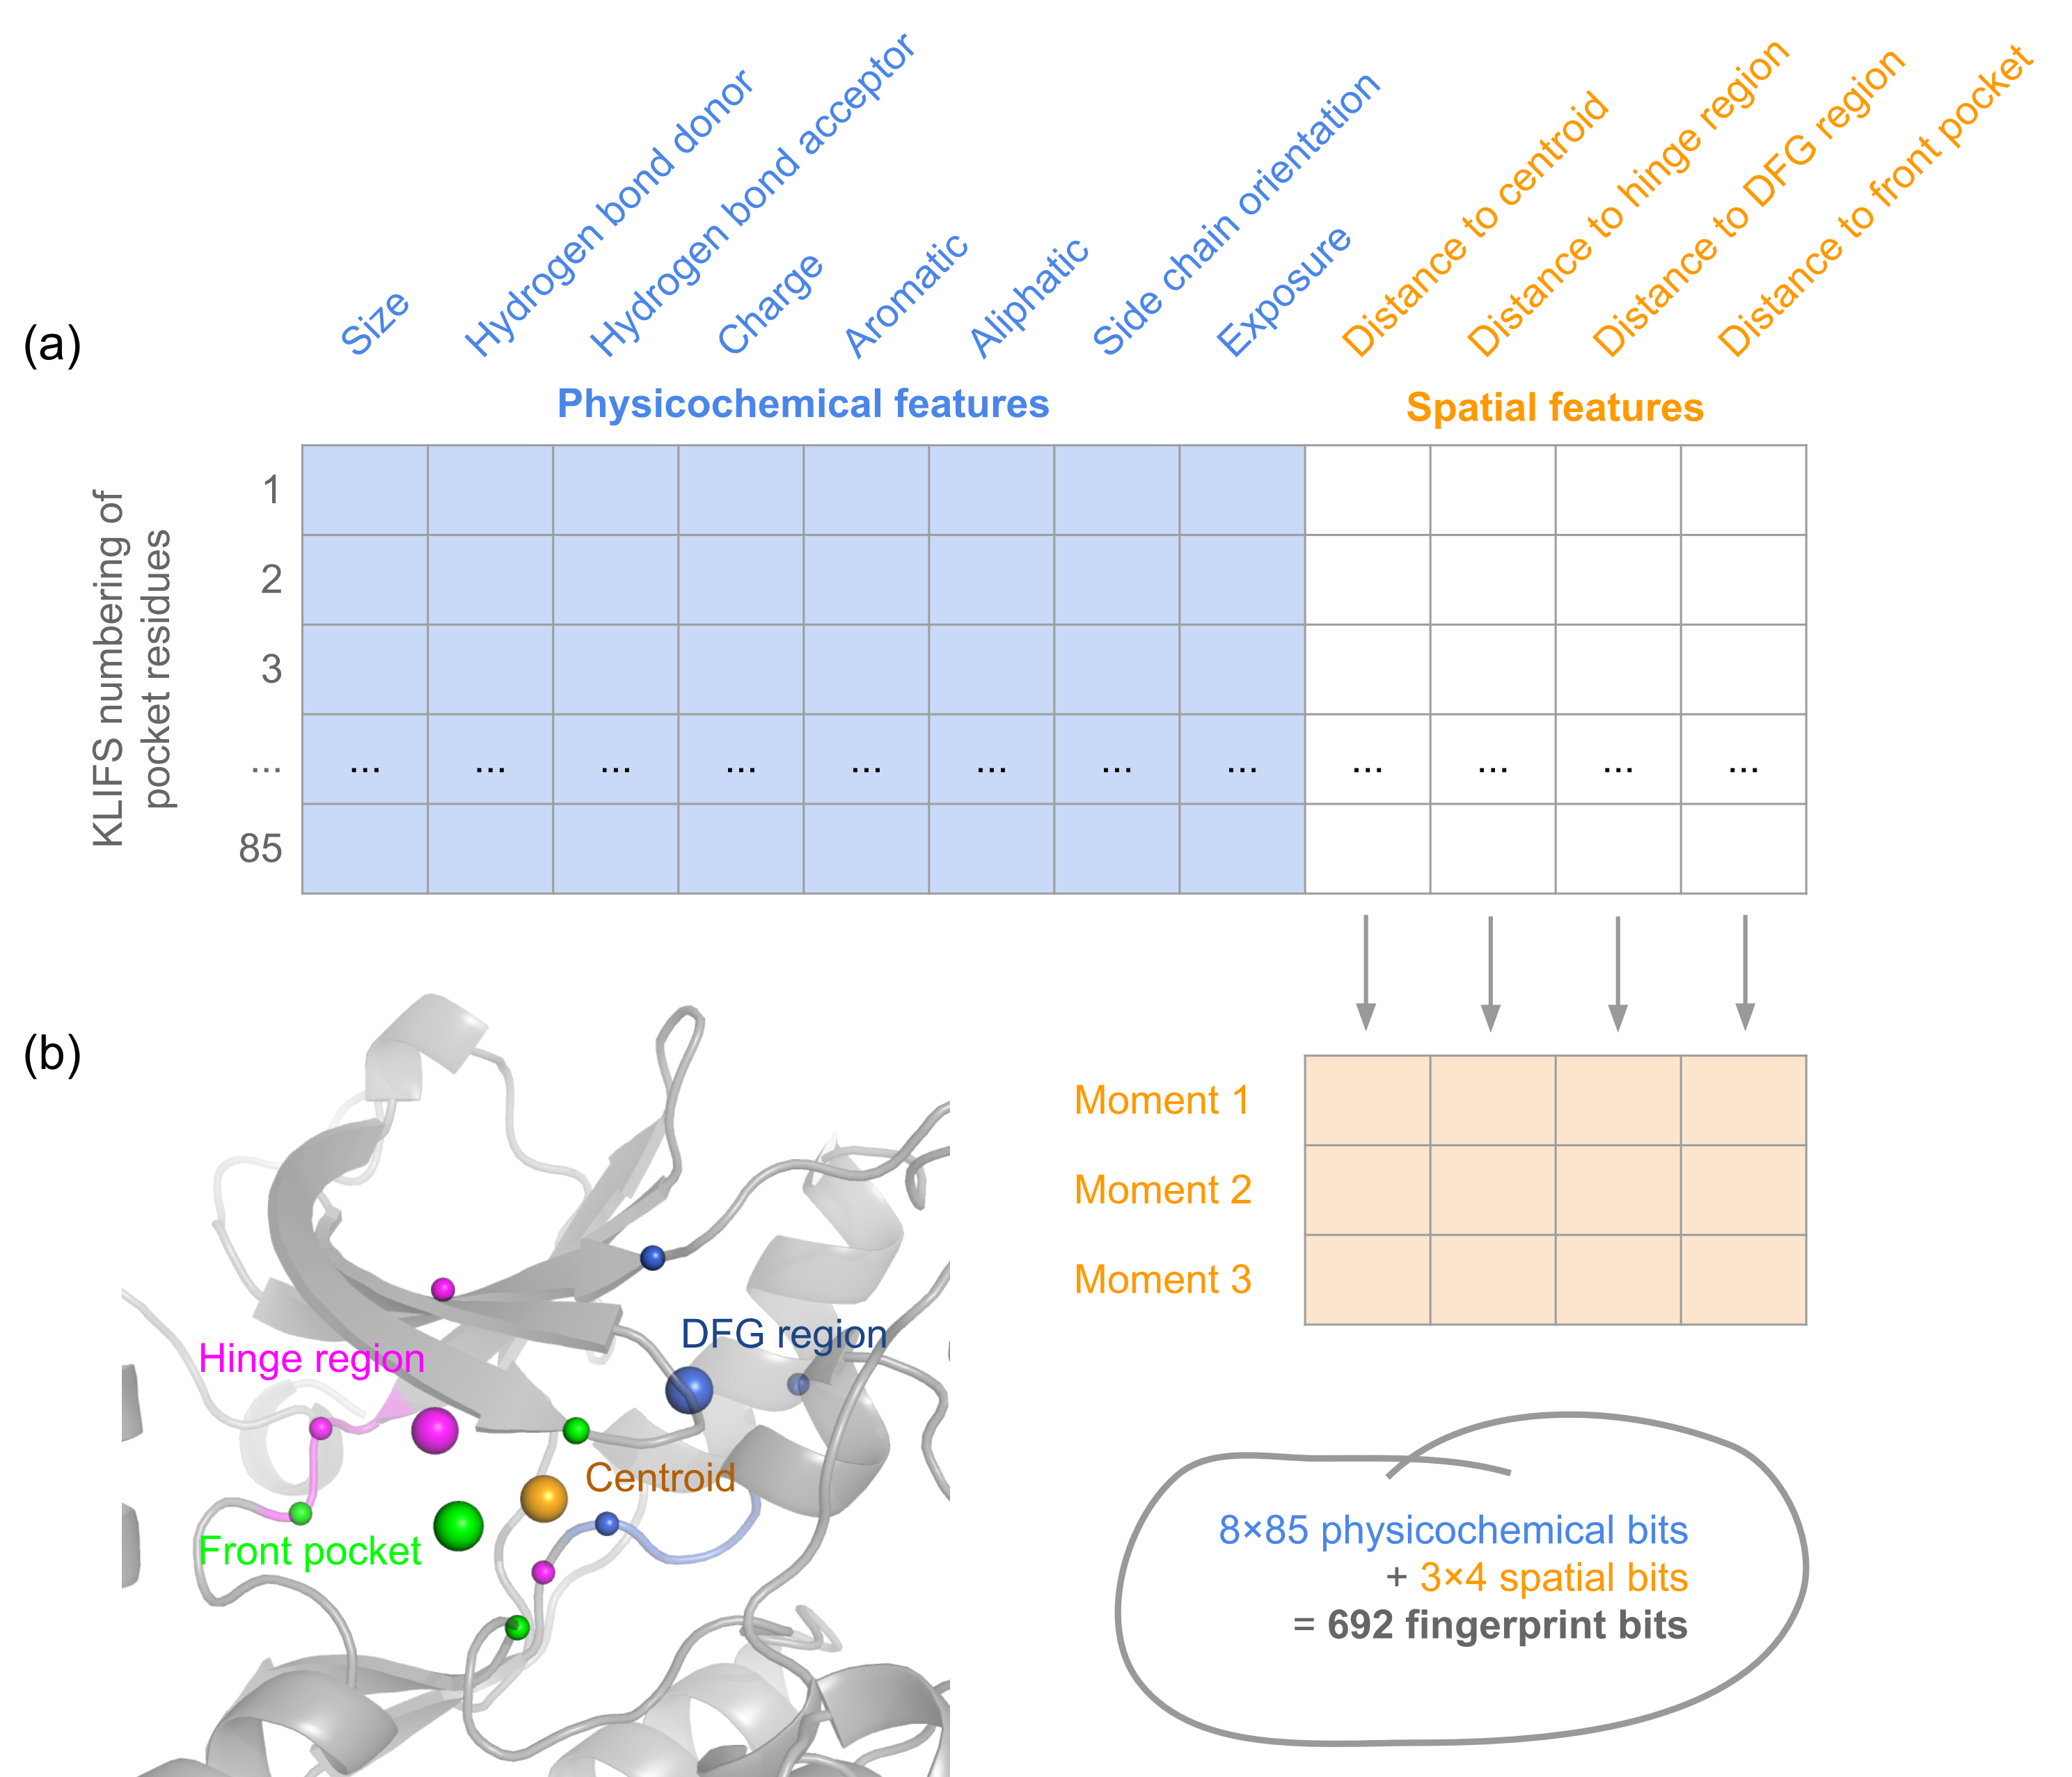 (a)
Size
Hydrogen bond donor
Hydrogen bond acceptor
Charge
Aromatic
Aliphatic
Side chain orientation
Exposure
Distance to centroid
Distance to hinge region
Distance to DFG region
Distance to front pocket
Physicochemical features
Spatial features
KLIFS numbering of
pocket residues
1
2
3
... ... ... ... ... ... ... ... ... ... ... ... ...
85
(b)
Moment 1
Moment 2
Moment 3
DFG region
Hinge region
Centroid
Front pocket
8×85 physicochemical bits
+ 3×4 spatial bits
= 692 fingerprint bits